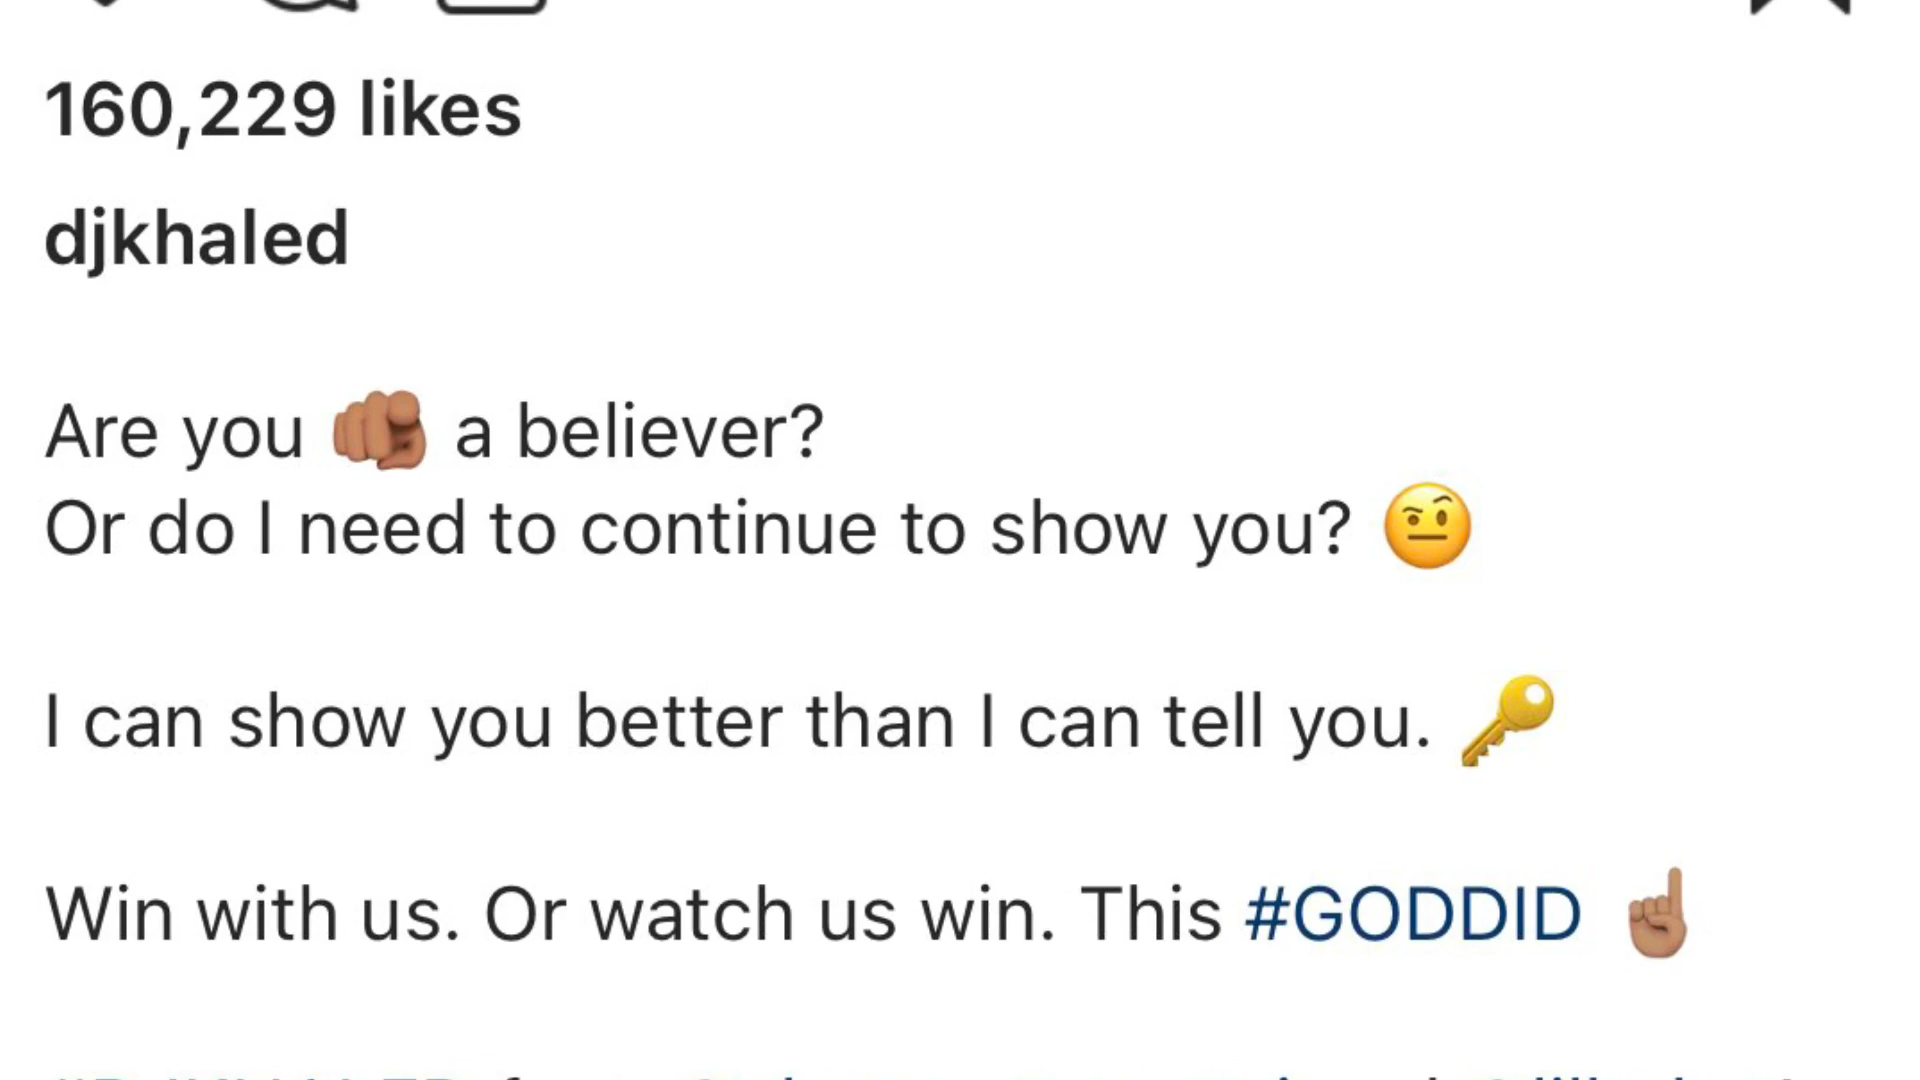 160,229 likes
djkhaled
Are you 🫵🏽 a believer?
Or do I need to continue to show you? 🤨
I can show you better than I can tell you. 🔑
Win with us. Or watch us win. This #GODDID ☝🏽